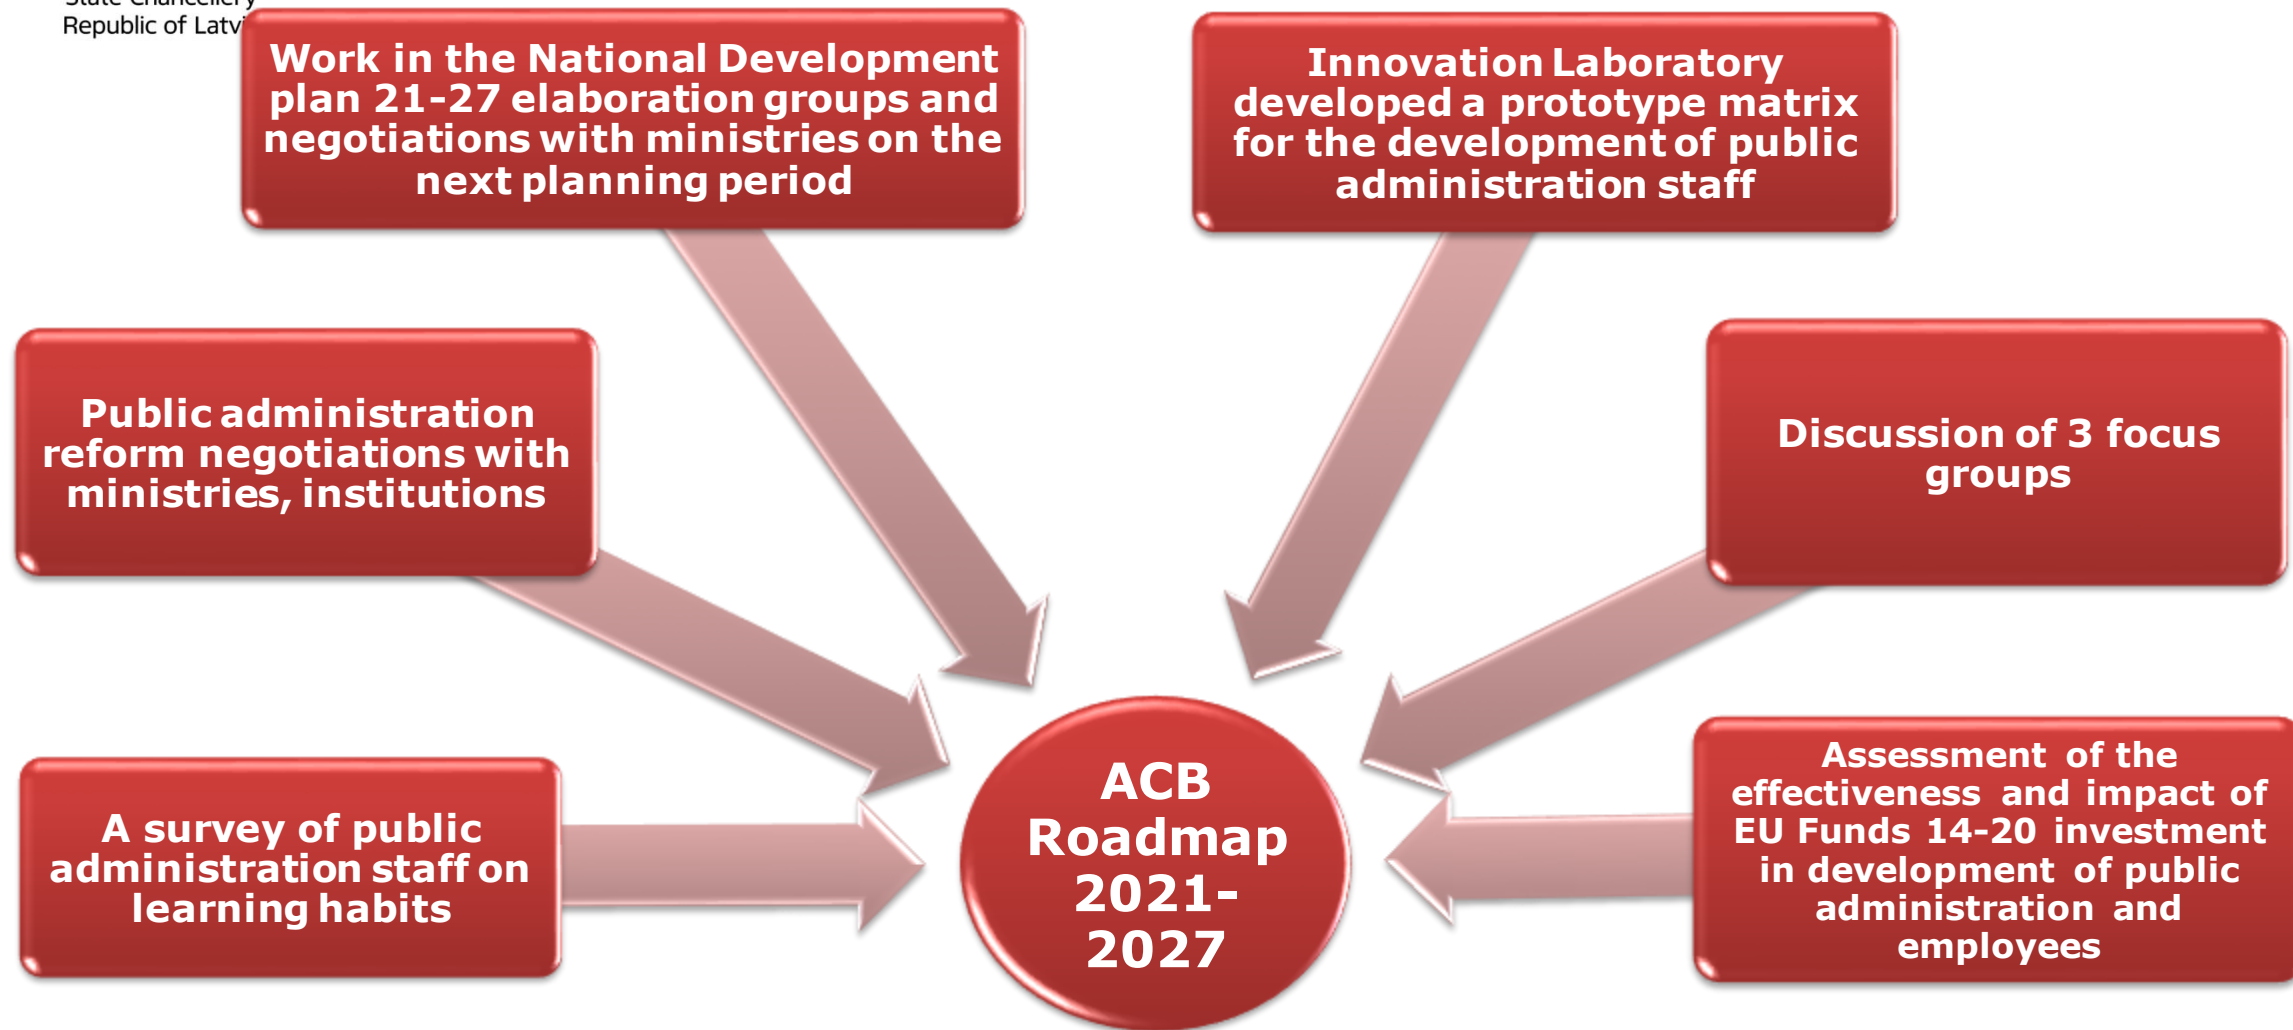 State Chancellery
Republic of
Work in the National Development
plan 21-27 elaboration groups and
negotiations with ministries on the
next planning period
Innovation Laboratory
developed a prototype matrix
for the development of public
administration staff
Public administration
reform negotiations with
ministries, institutions
Discussion of 3 focus
groups
A survey of public
administration staff on
learning habits
ACB
Roadmap
2021-
2027
Assessment of the
effectiveness and impact of
EU Funds 14-20 investment
in development of public
administration and
employees